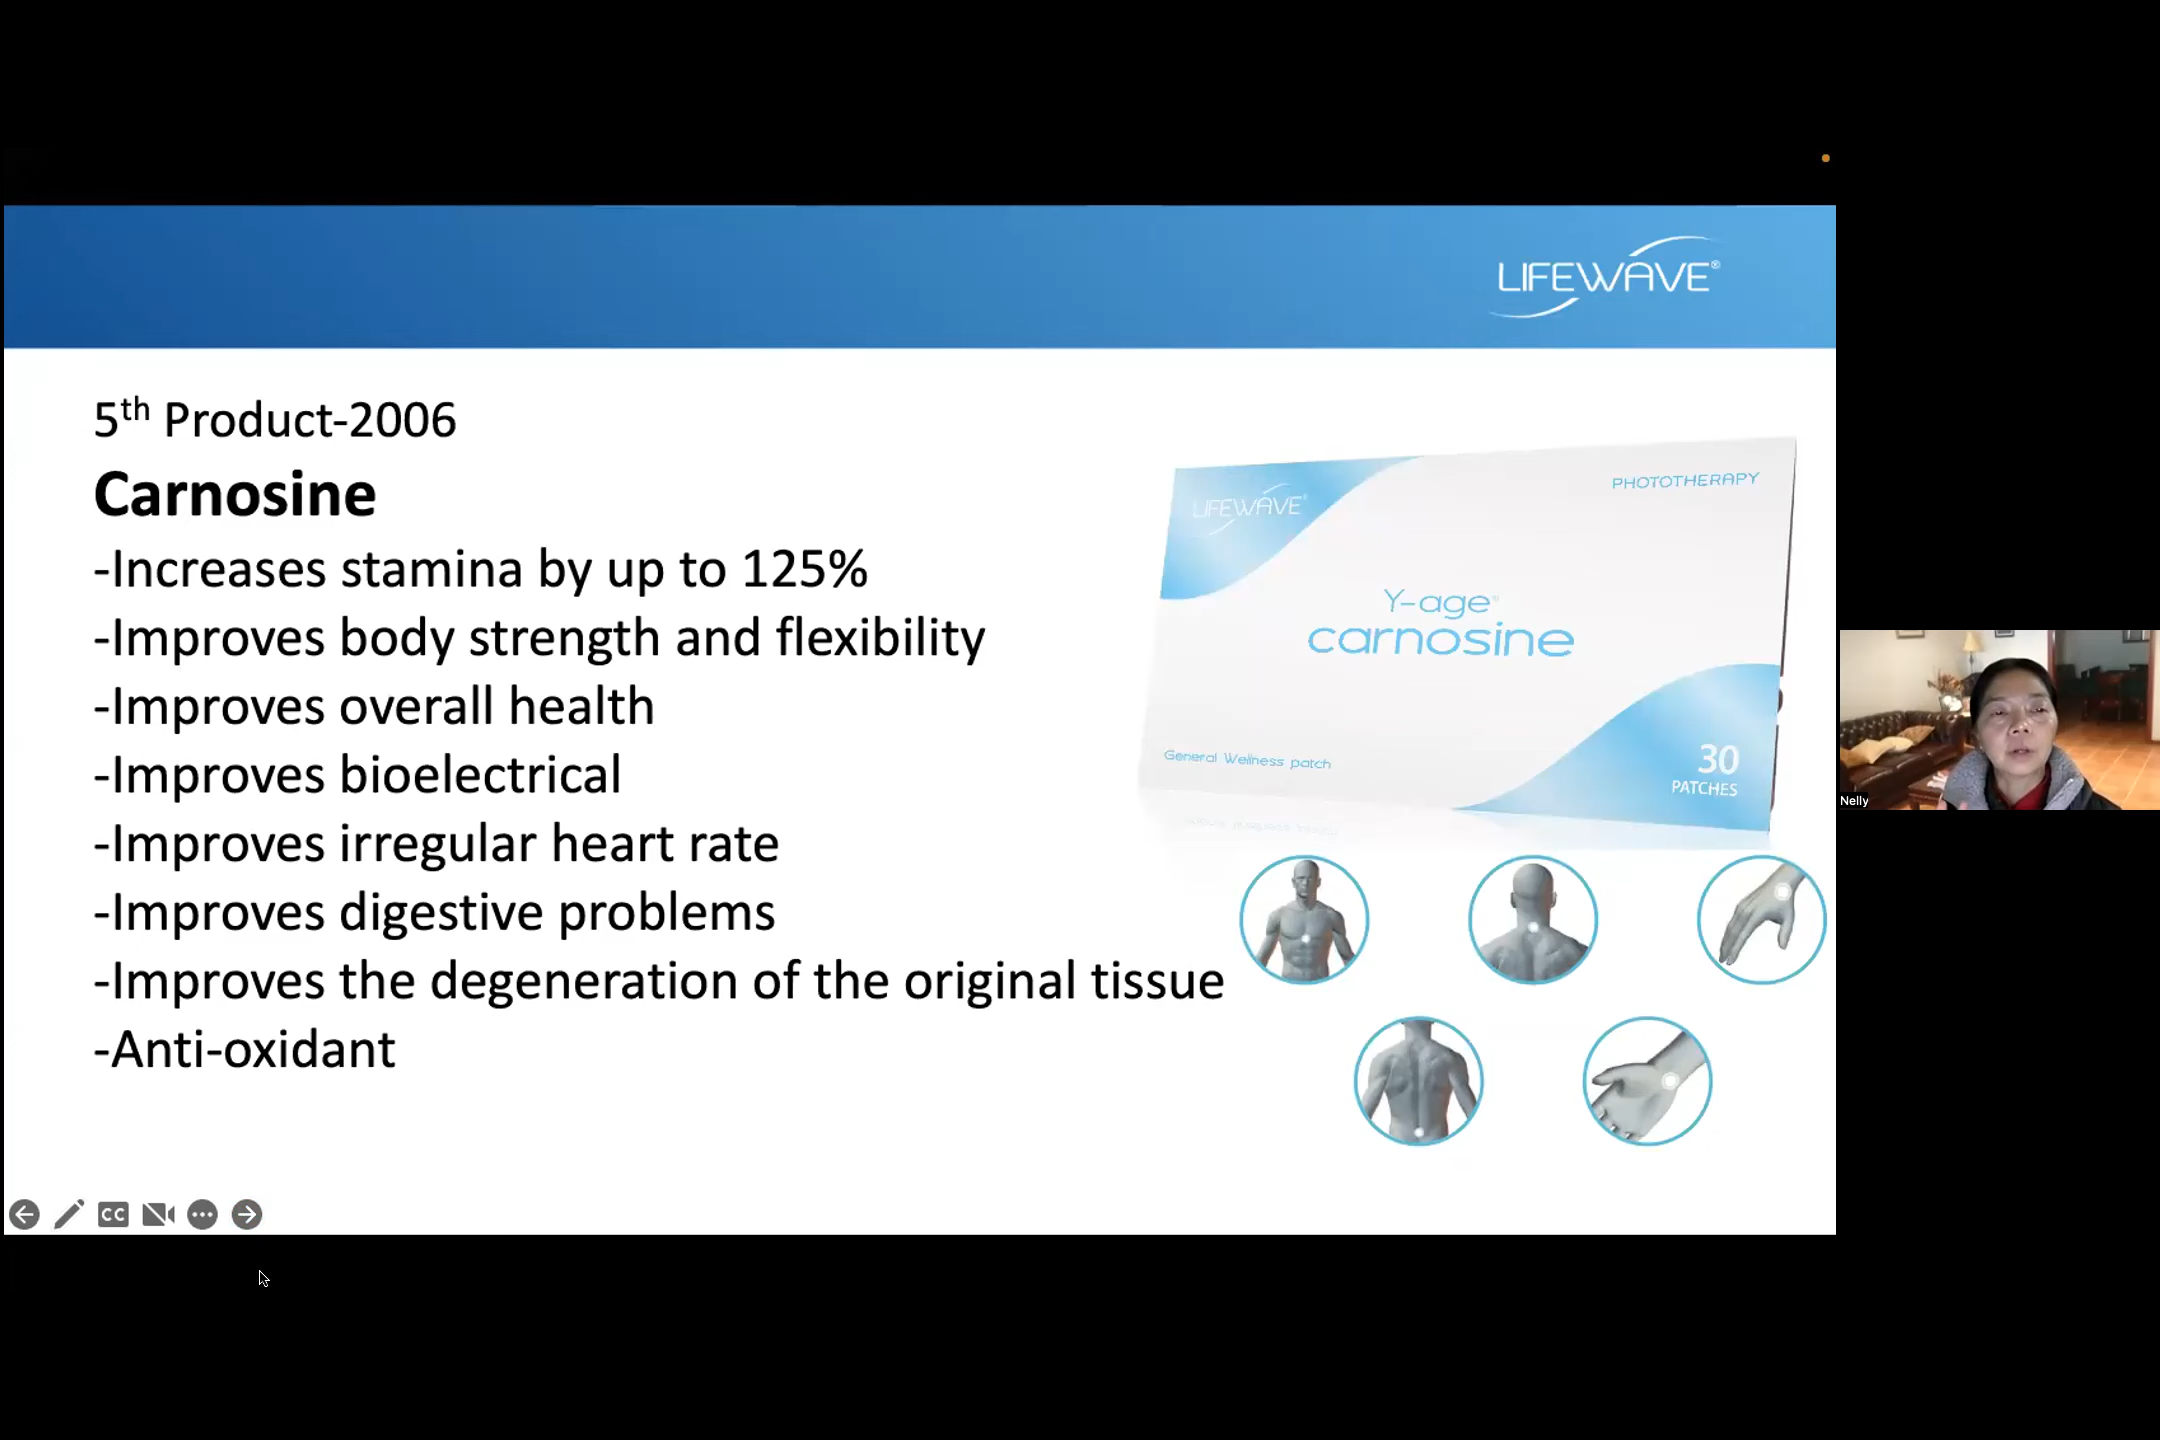 LIFEWAVE®
5th Product-2006
Carnosine
-Increases stamina by up to 125%
-Improves body strength and flexibility
-Improves overall health
-Improves bioelectrical
-Improves irregular heart rate
-Improves digestive problems
-Improves the degeneration of the original tissue
-Anti-oxidant
LIFEWAVE®
PHOTOTHERAPY
Y-age®
carnosine
General Wellness patch
30
PATCHES
Nelly
CC